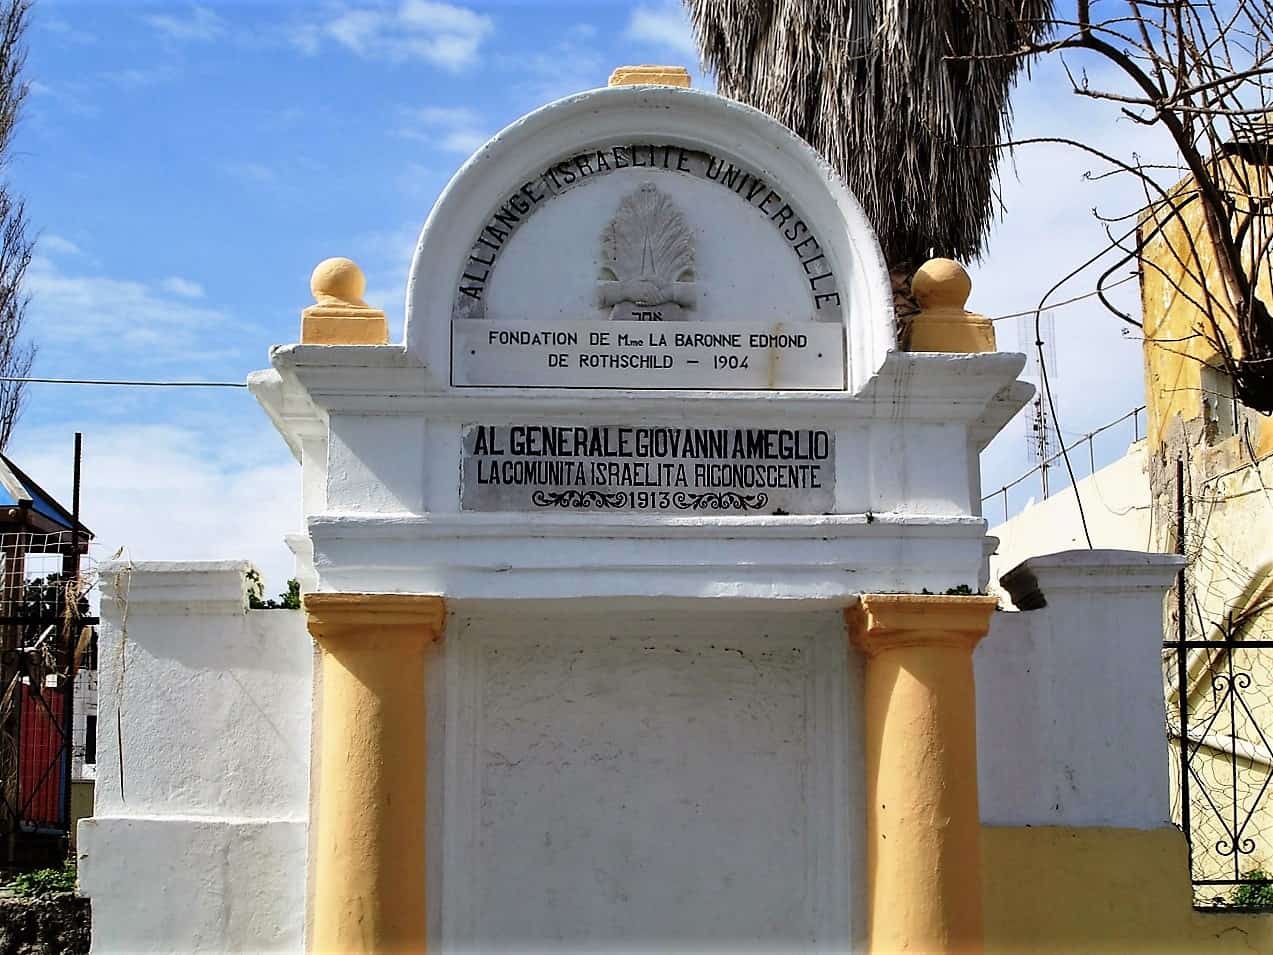 ALLIANCE ISRAELITE UNIVERSELLE
FONDATION DE M.me LA BARONNE EDMOND
DE ROTHSCHILD – 1904
AL GENERALE GIOVANNI AMEGLIO
LA COMUNITA ISRAELITA RICONOSCENTE
1913